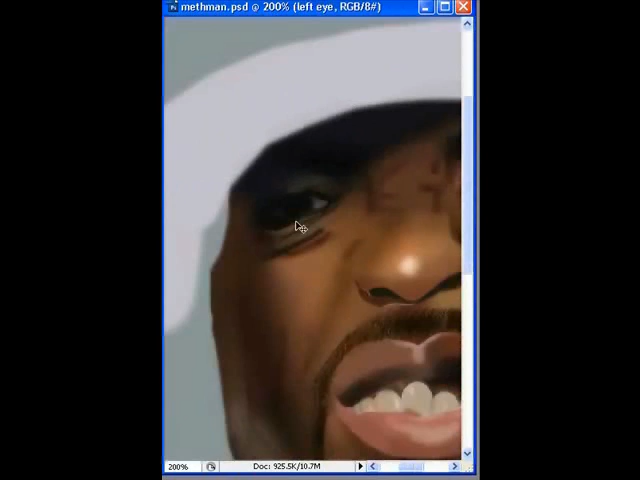 methman.psd @ 200% (left eye, RGB/8#)
200% Doc: 925.5K/10.7M